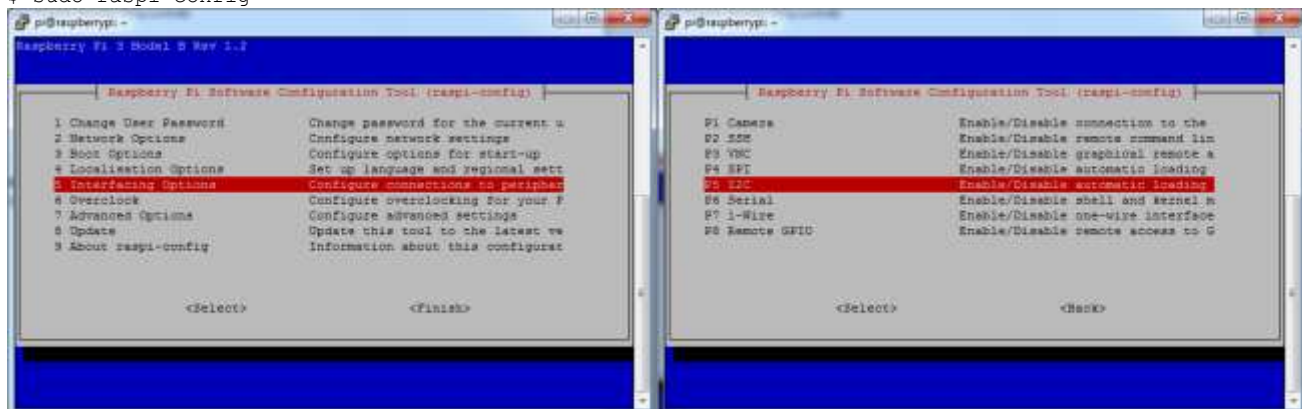 $ sudo raspi-config
pi@raspberrypi: ~
Raspberry Pi 3 Model B Rev 1.2
Raspberry Pi Software Configuration Tool (raspi-config)
1 Change User Password Change password for the current u
2 Network Options Configure network settings
3 Boot Options Configure options for start-up
4 Localisation Options Set up language and regional sett
5 Interfacing Options Configure connections to peripher
6 Overclock Configure overclocking for your P
7 Advanced Options Configure advanced settings
8 Update Update this tool to the latest ve
9 About raspi-config Information about this configurat
<Select> <Finish>
pi@raspberrypi: ~
Raspberry Pi Software Configuration Tool (raspi-config)
P1 Camera Enable/Disable connection to the
P2 SSH Enable/Disable remote command lin
P3 VNC Enable/Disable graphical remote a
P4 SPI Enable/Disable automatic loading
P5 I2C Enable/Disable automatic loading
P6 Serial Enable/Disable shell and kernel m
P7 1-Wire Enable/Disable one-wire interface
P8 Remote GPIO Enable/Disable remote access to G
<Select> <Back>